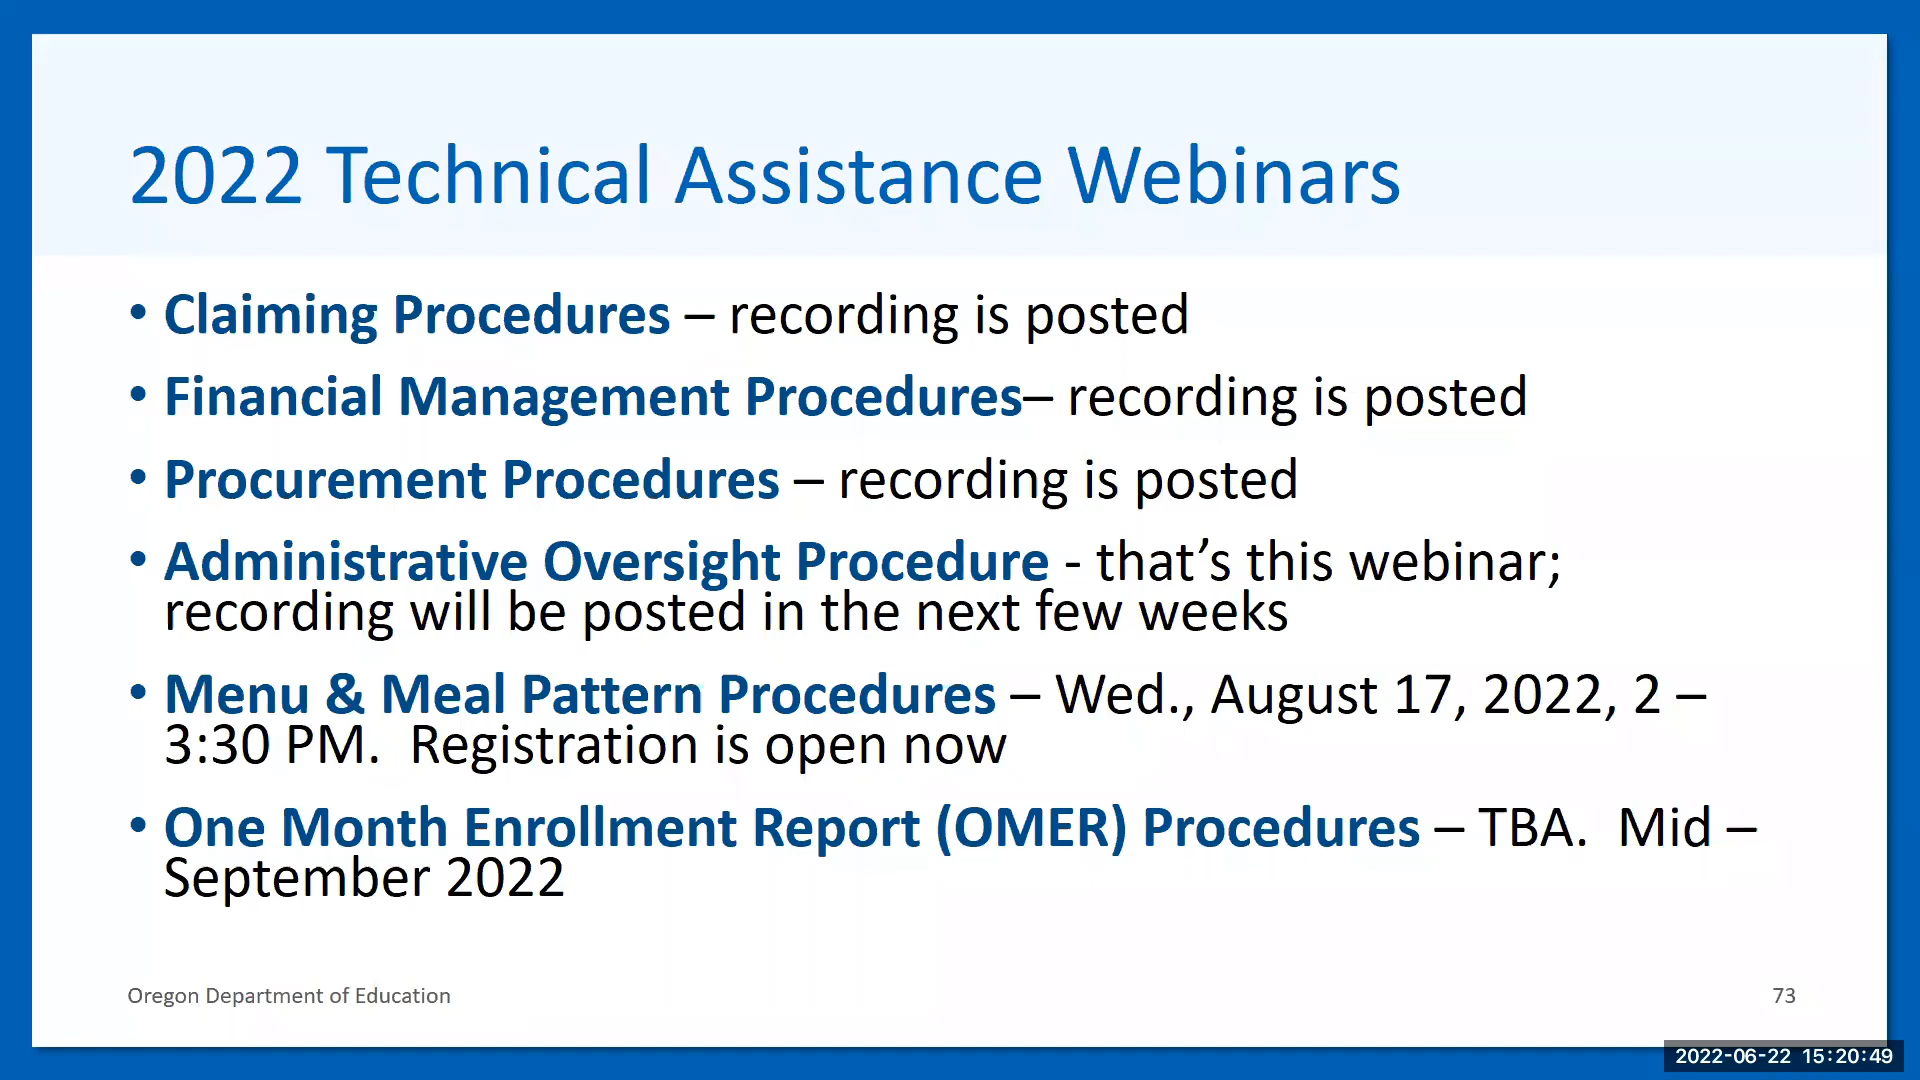 2022 Technical Assistance Webinars
• Claiming Procedures – recording is posted
• Financial Management Procedures– recording is posted
• Procurement Procedures – recording is posted
• Administrative Oversight Procedure - that’s this webinar;
recording will be posted in the next few weeks
• Menu & Meal Pattern Procedures – Wed., August 17, 2022, 2 –
3:30 PM.  Registration is open now
• One Month Enrollment Report (OMER) Procedures – TBA.  Mid –
September 2022
Oregon Department of Education
73
2022-06-22 15:20:49